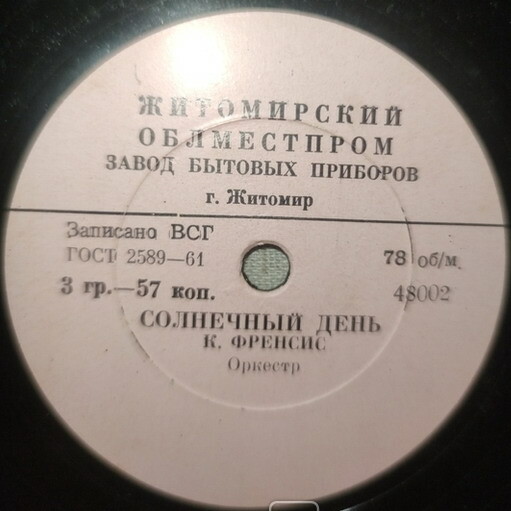 ЖИТОМИРСКИЙ
ОБЛМЕСТПРОМ
ЗАВОД БЫТОВЫХ ПРИБОРОВ
г. Житомир
Записано ВСГ
ГОСТ 2589—61 78 об/м.
3 гр.—57 коп. 48002
СОЛНЕЧНЫЙ ДЕНЬ
К. ФРЕНСИС
Оркестр